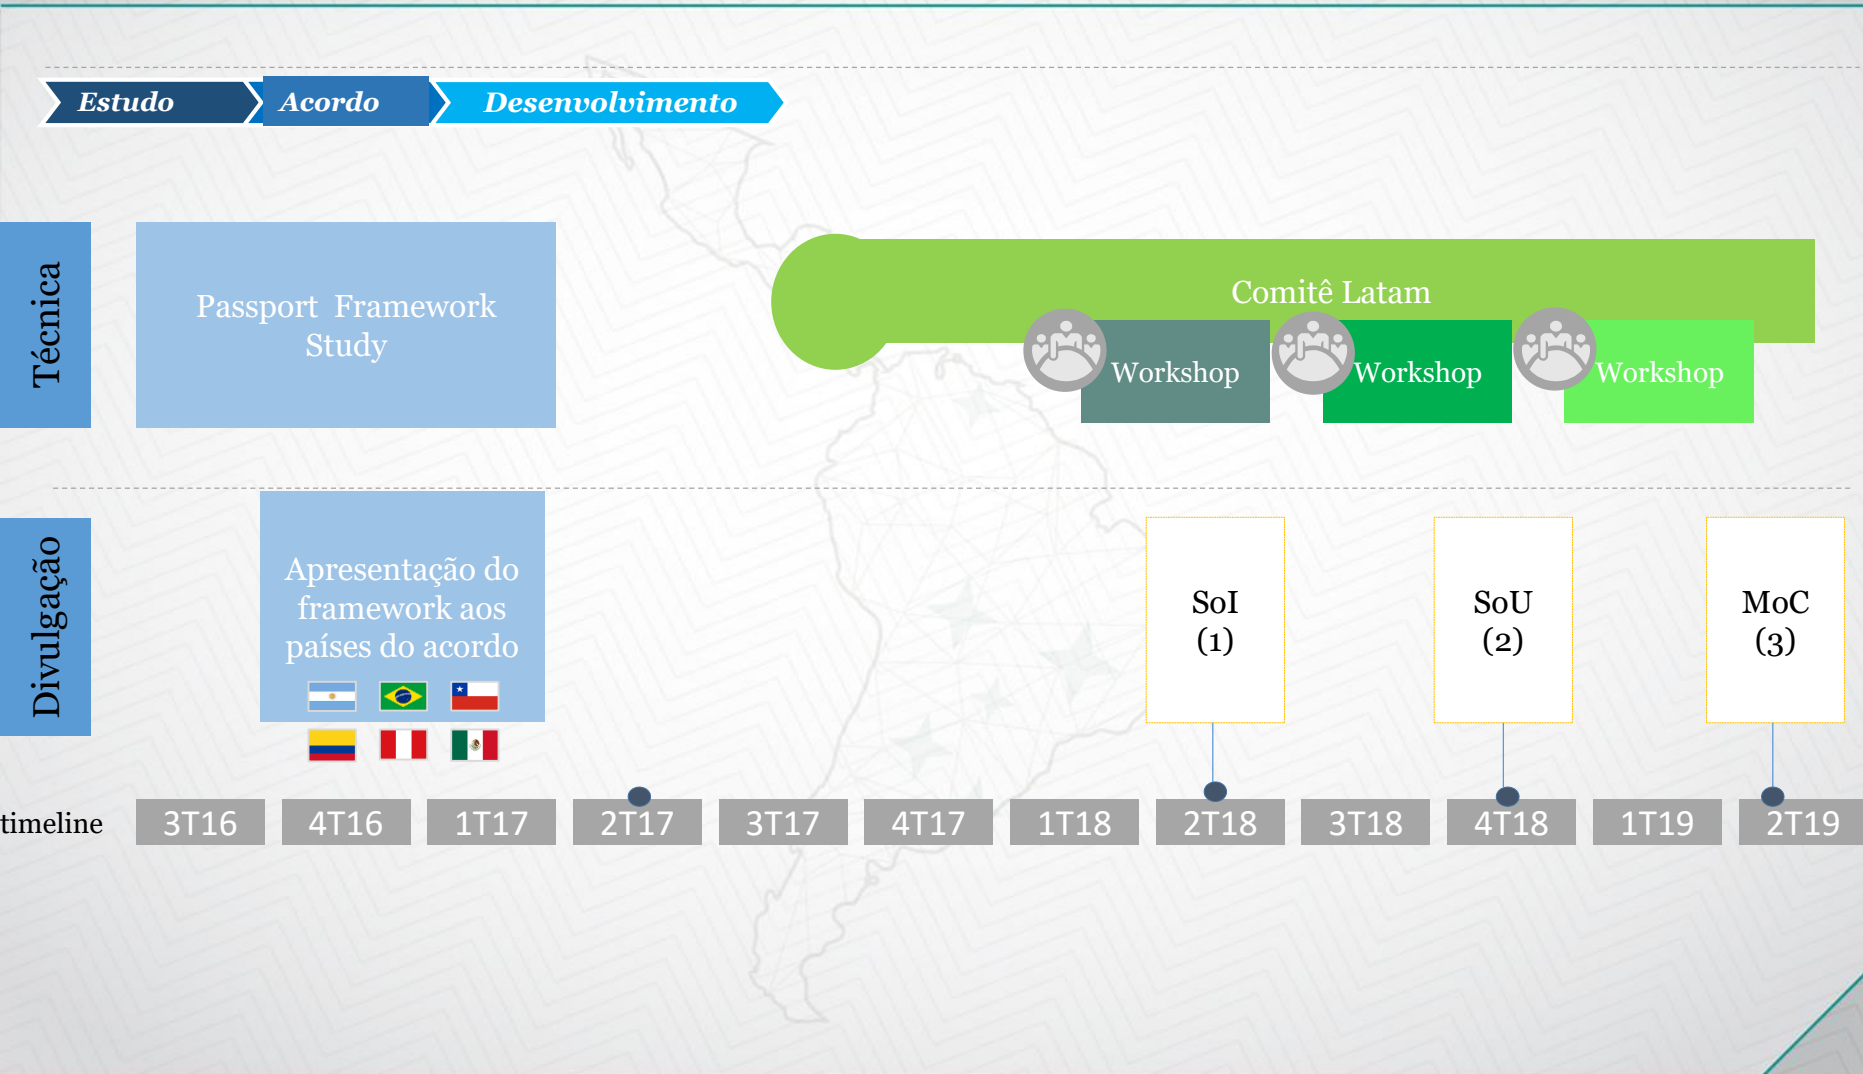 Estudo
Acordo
Desenvolvimento
Técnica
Passport Framework
Study
Comitê Latam
Workshop
Workshop
Workshop
Divulgação
Apresentação do
framework aos
países do acordo
SoI
(1)
SoU
(2)
MoC
(3)
timeline
3T16
4T16
1T17
2T17
3T17
4T17
1T18
2T18
3T18
4T18
1T19
2T19